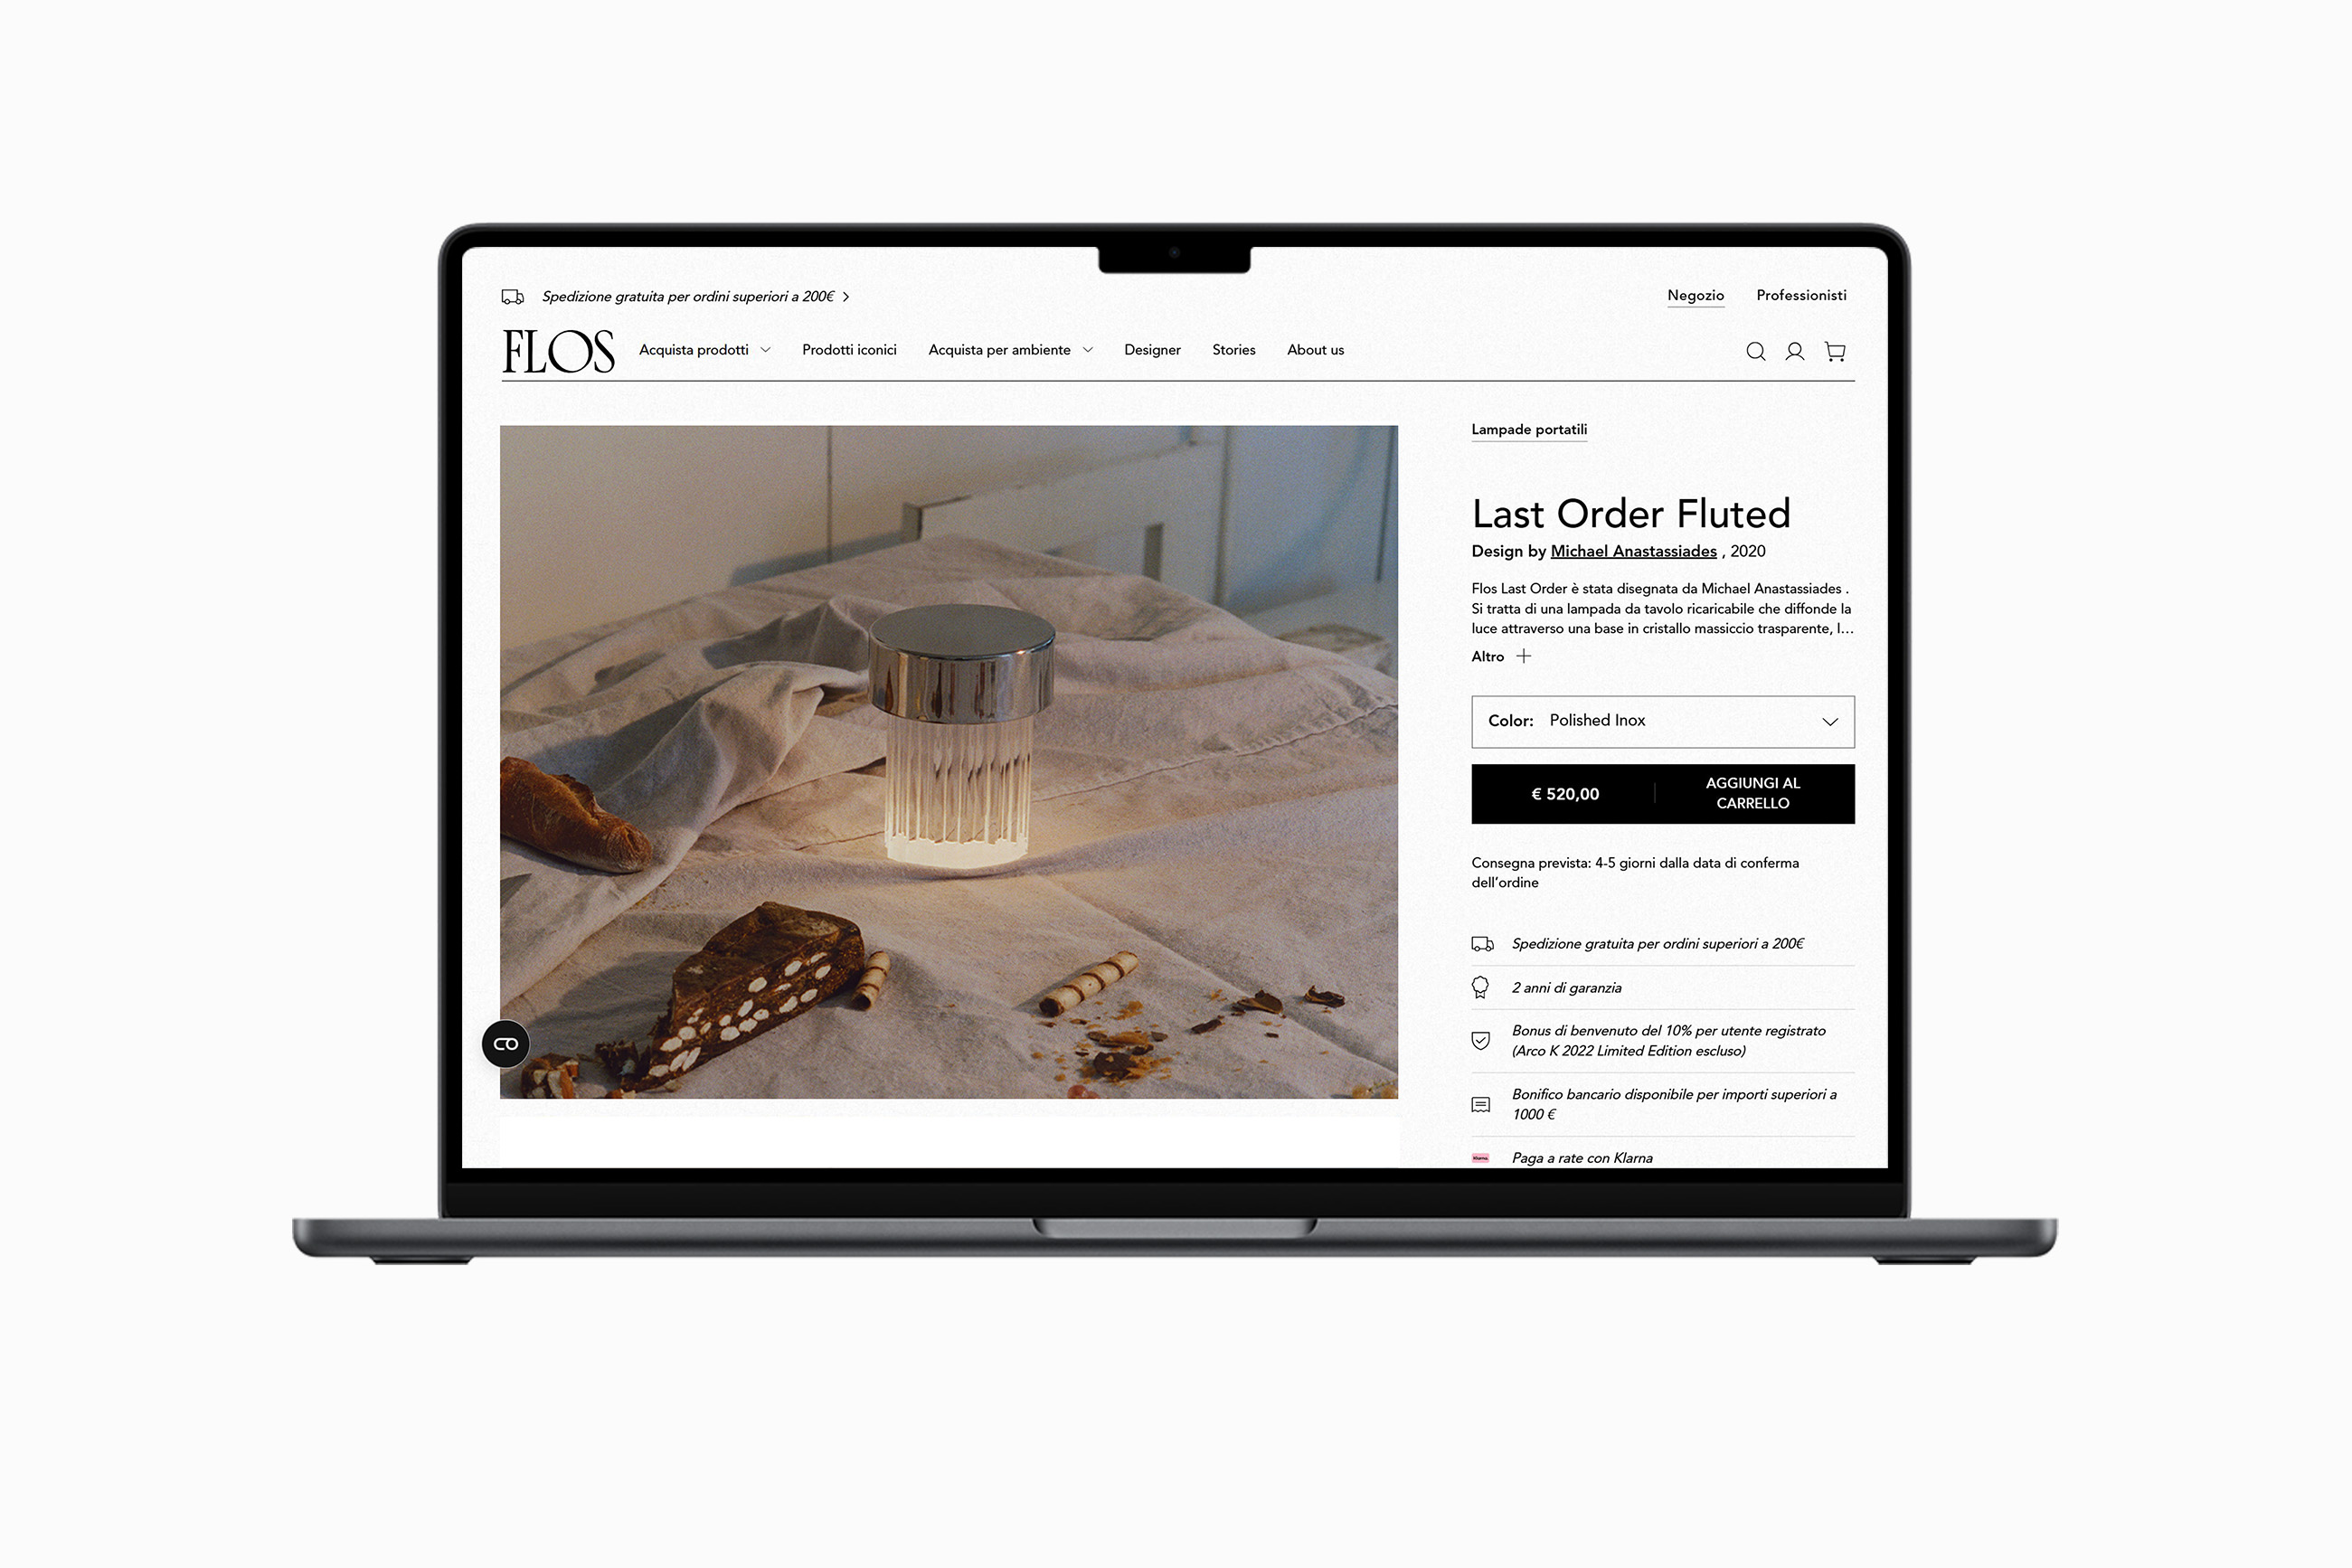 Spedizione gratuita per ordini superiori a 200€
Negozio
Professionisti
FLOS
Acquista prodotti
Prodotti iconici
Acquista per ambiente
Designer
Stories
About us
Lampade portatili
Last Order Fluted
Design by Michael Anastassiades , 2020
Flos Last Order è stata disegnata da Michael Anastassiades .
Si tratta di una lampada da tavolo ricaricabile che diffonde la
luce attraverso una base in cristallo massiccio trasparente, l…
Altro
Color: Polished Inox
€ 520,00
AGGIUNGI AL
CARRELLO
Consegna prevista: 4-5 giorni dalla data di conferma
dell’ordine
Spedizione gratuita per ordini superiori a 200€
2 anni di garanzia
Bonus di benvenuto del 10% per utente registrato
(Arco K 2022 Limited Edition escluso)
Bonifico bancario disponibile per importi superiori a
1000 €
Klarna.
Paga a rate con Klarna